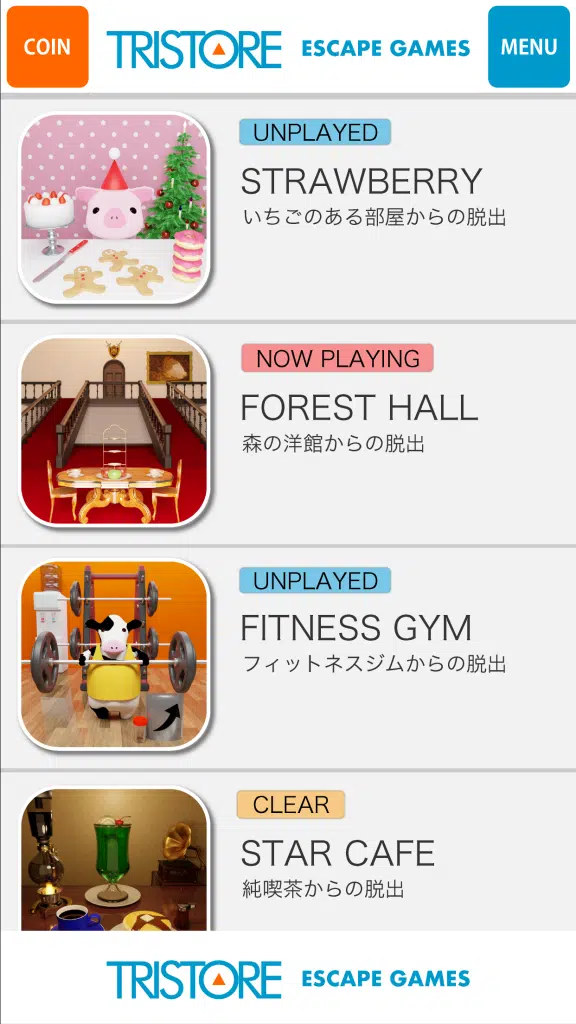 COIN
TRISTORE ESCAPE GAMES
MENU
UNPLAYED
STRAWBERRY
いちごのある部屋からの脱出
NOW PLAYING
FOREST HALL
森の洋館からの脱出
UNPLAYED
FITNESS GYM
フィットネスジムからの脱出
CLEAR
STAR CAFE
純喫茶からの脱出
TRISTORE ESCAPE GAMES